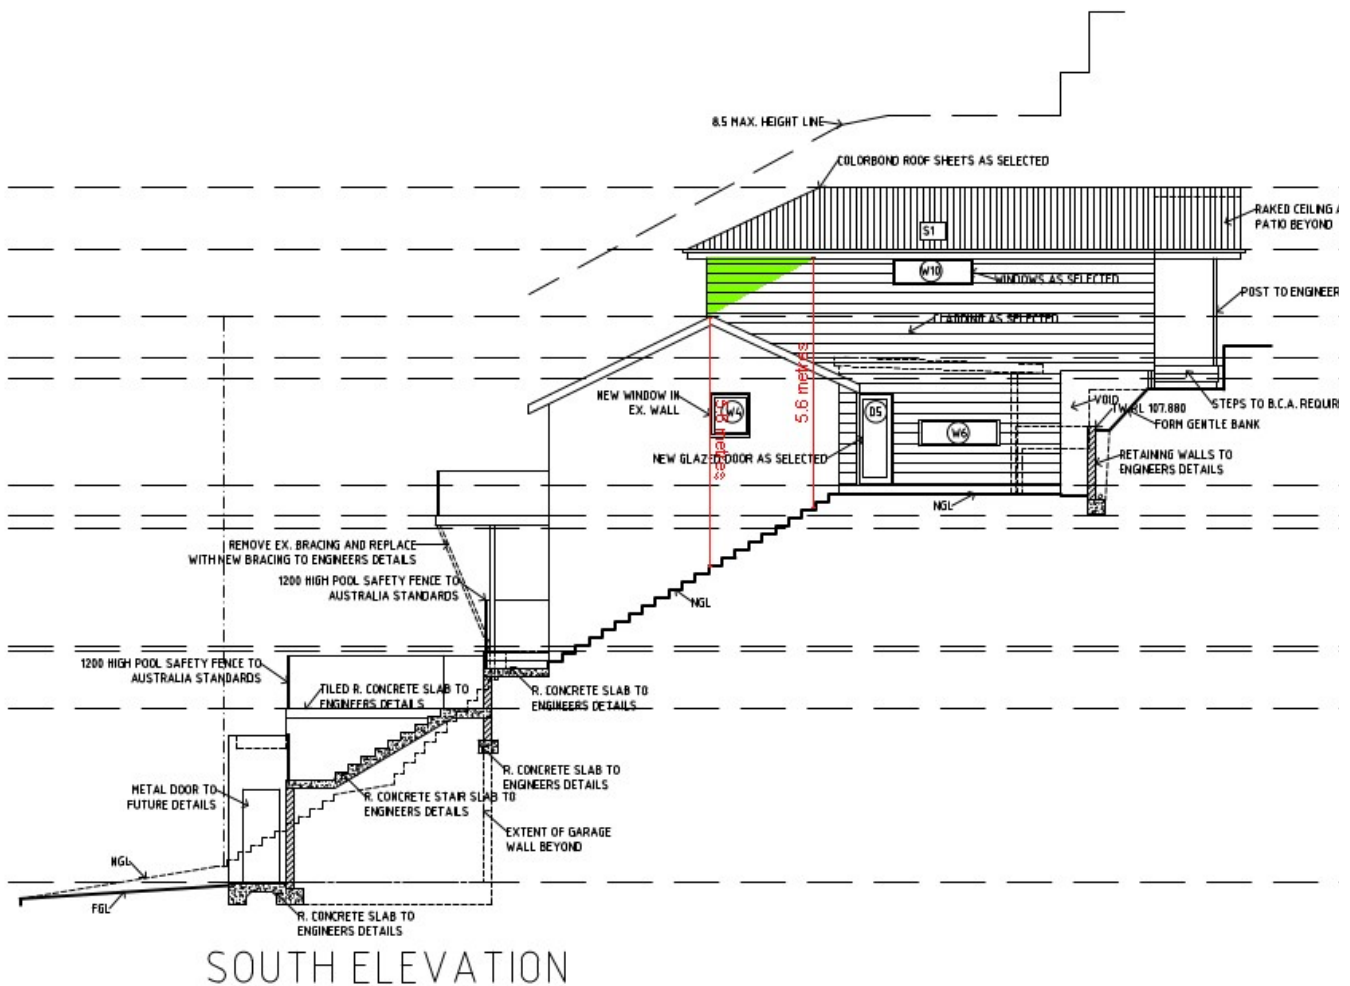 8.5 MAX. HEIGHT LINE
COLORBOND ROOF SHEETS AS SELECTED
RAKED CEILING
PATIO BEYOND
S1
W10
WINDOWS AS SELECTED
POST TO ENGINEER
CLADDING AS SELECTED
5.6 metres
NEW WINDOW IN
EX. WALL
W4
metres
D5
W6
VOID
TW RL 107.880
STEPS TO B.C.A. REQUIR
FORM GENTLE BANK
NEW GLAZED DOOR AS SELECTED
RETAINING WALLS TO
ENGINEERS DETAILS
NGL
REMOVE EX. BRACING AND REPLACE
WITH NEW BRACING TO ENGINEERS DETAILS
1200 HIGH POOL SAFETY FENCE TO
AUSTRALIA STANDARDS
NGL
1200 HIGH POOL SAFETY FENCE TO
AUSTRALIA STANDARDS
TILED R. CONCRETE SLAB TO
ENGINEERS DETAILS
R. CONCRETE SLAB TO
ENGINEERS DETAILS
R. CONCRETE SLAB TO
ENGINEERS DETAILS
METAL DOOR TO
FUTURE DETAILS
R. CONCRETE STAIR SLAB TO
ENGINEERS DETAILS
EXTENT OF GARAGE
WALL BEYOND
NGL
FGL
R. CONCRETE SLAB TO
ENGINEERS DETAILS
SOUTH ELEVATION